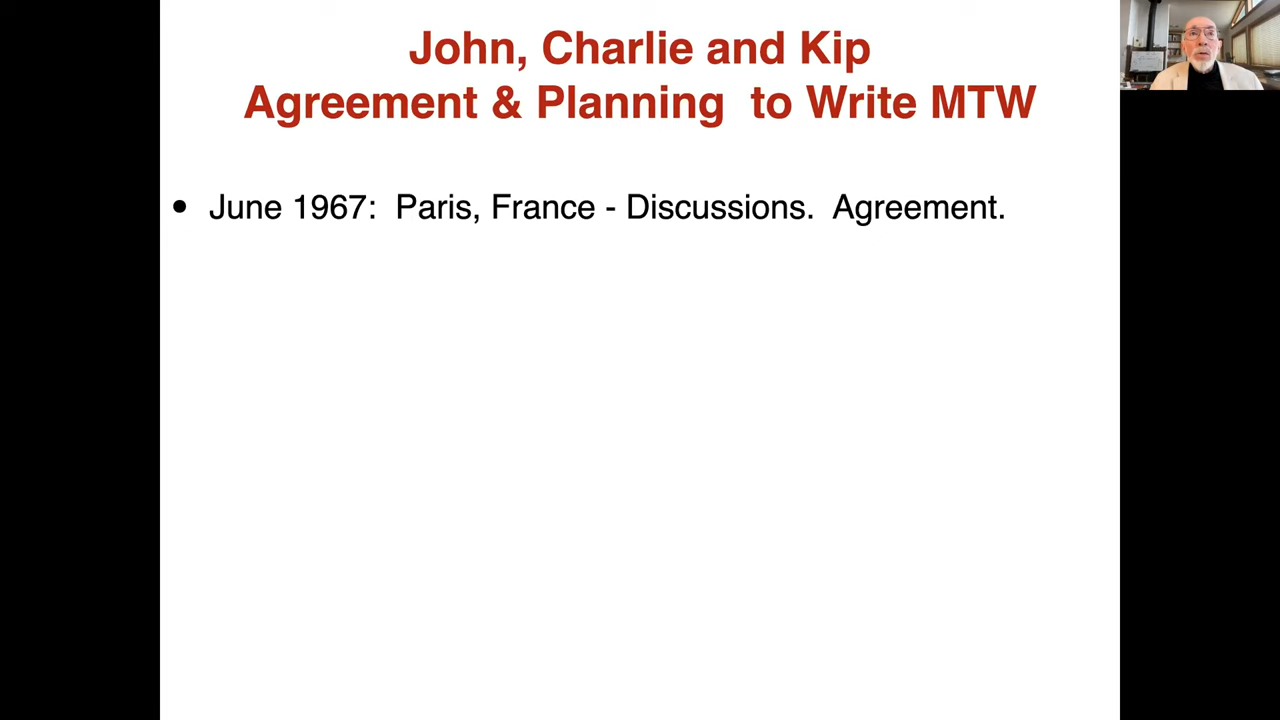 John, Charlie and Kip
Agreement & Planning  to Write MTW
• June 1967:  Paris, France - Discussions.  Agreement.